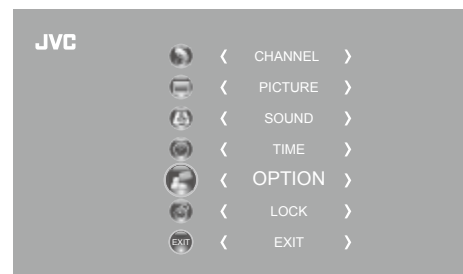 JVC
CHANNEL
PICTURE
SOUND
TIME
OPTION
LOCK
EXIT EXIT